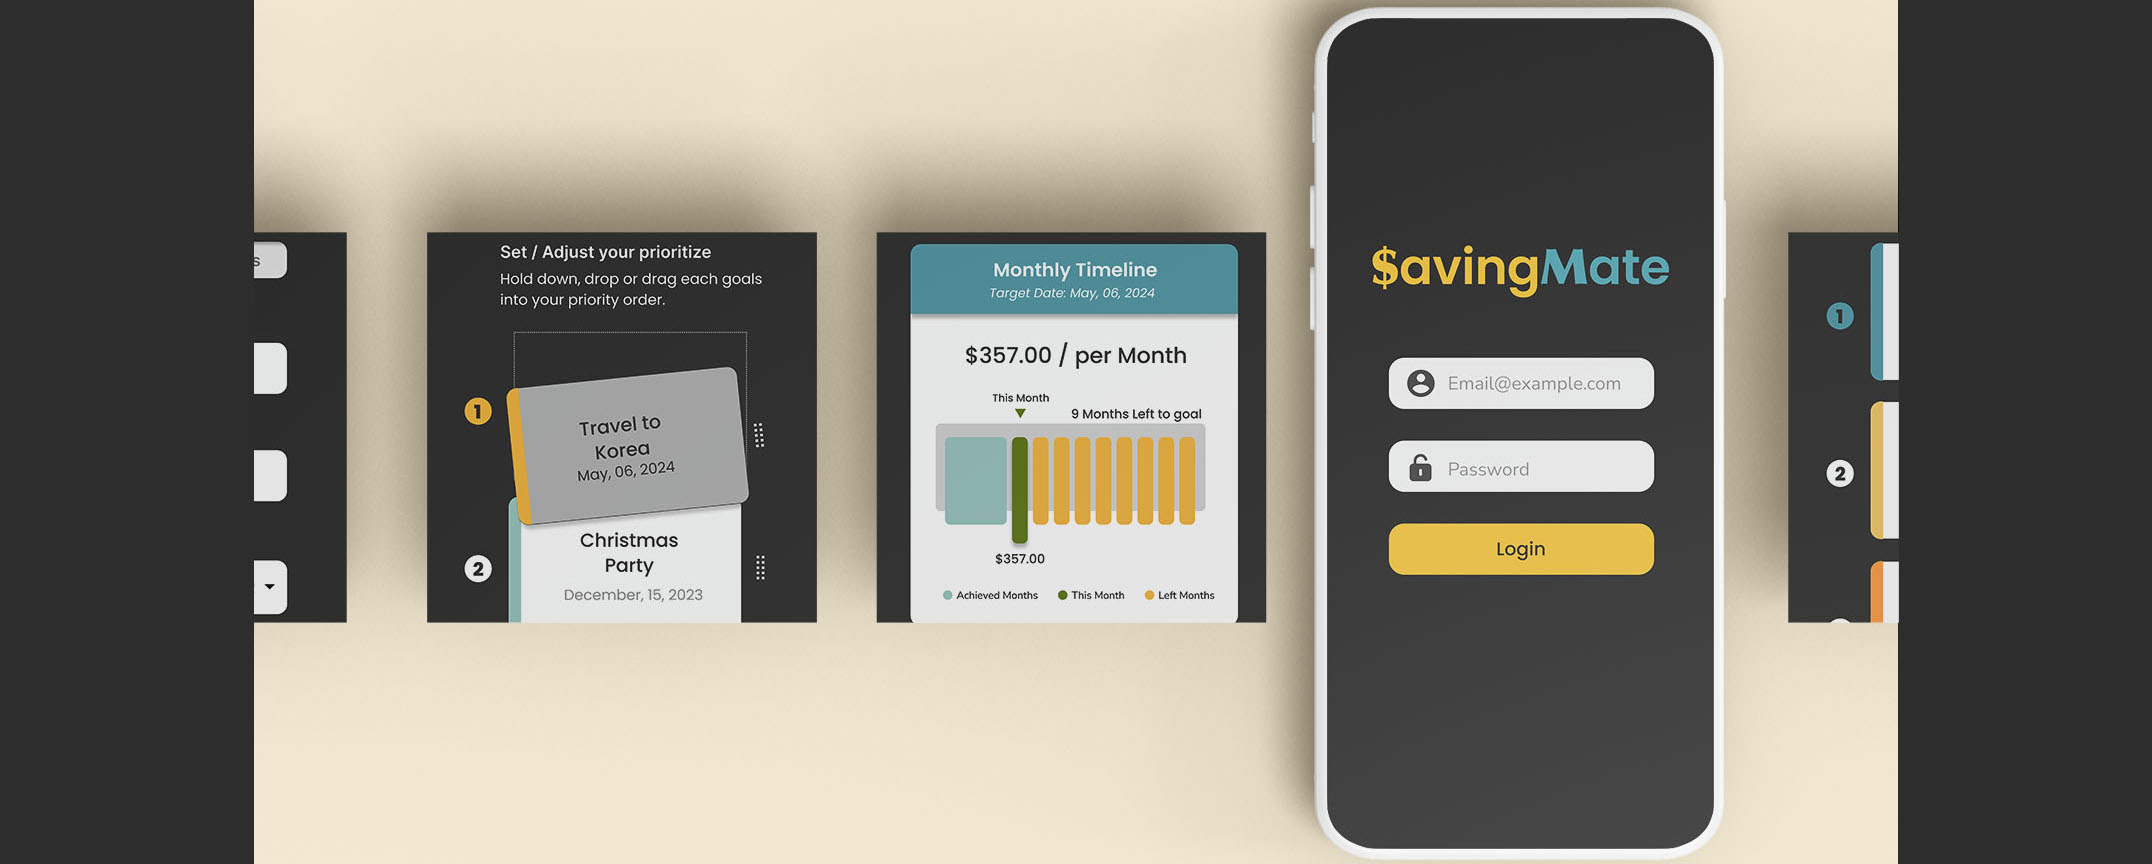 s
Set / Adjust your prioritize
Hold down, drop or drag each goals
into your priority order.
1
Travel to
Korea
May, 06, 2024
2
Christmas
Party
December, 15, 2023
Monthly Timeline
Target Date: May, 06, 2024
$357.00 / per Month
This Month
9 Months Left to goal
$357.00
Achieved Months
This Month
Left Months
$avingMate
Email@example.com
Password
Login
1
2